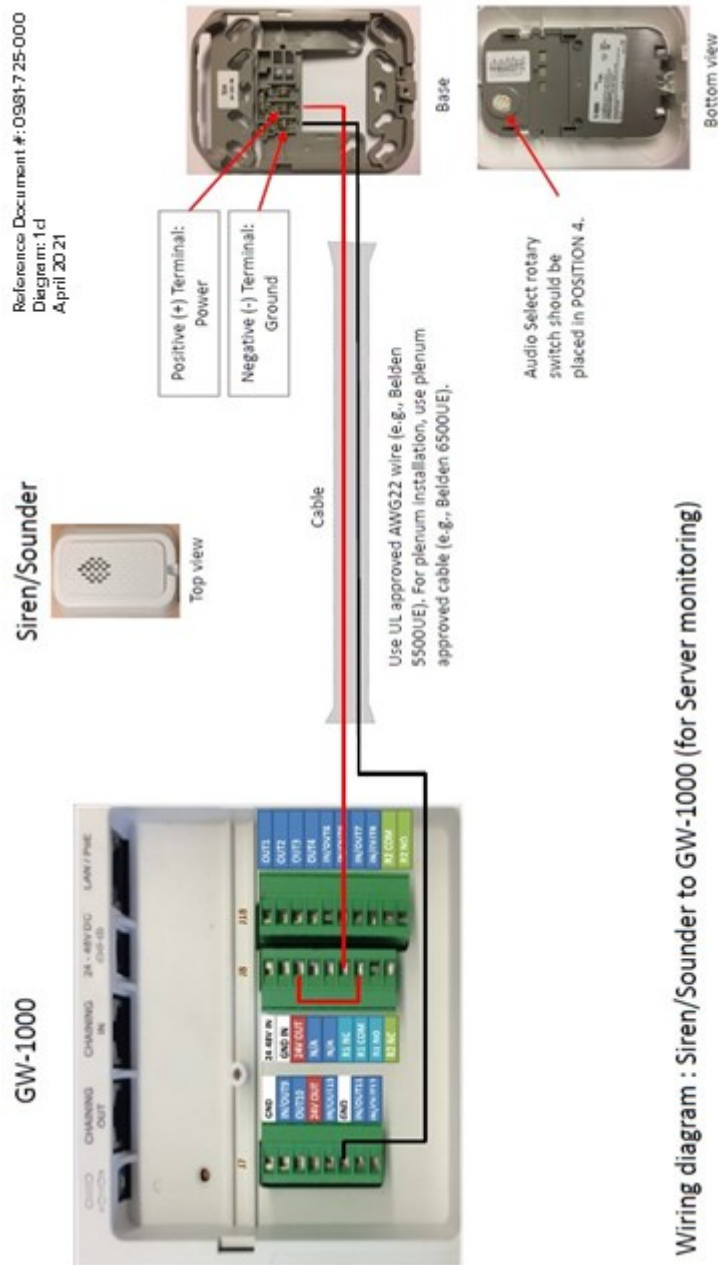 Reference Document #: 0981-725-000
Diagram: 1d
April 2021
Siren/Sounder
GW-1000
Top view
Base
Bottom view
Positive (+) Terminal:
Power
Negative (-) Terminal:
Ground
Cable
Use UL approved AWG22 wire (e.g., Belden
5500UE). For plenum installation, use plenum
approved cable (e.g., Belden 6500UE).
Audio Select rotary
switch should be
placed in POSITION 4.
CHAINING
OUT
CHAINING
IN
24 - 48V DC
LAN / PoE
J7
J8
J18
GND
IN/OUT9
OUT10
24V OUT
GND
IN/OUT11
24-48V IN
GND IN
24V OUT
N/A
N/A
R1 NC
R1 COM
R1 NO
R2 NC
OUT1
OUT2
OUT3
OUT4
IN/OUT7
R2 COM
R2 NO
Wiring diagram : Siren/Sounder to GW-1000 (for Server monitoring)